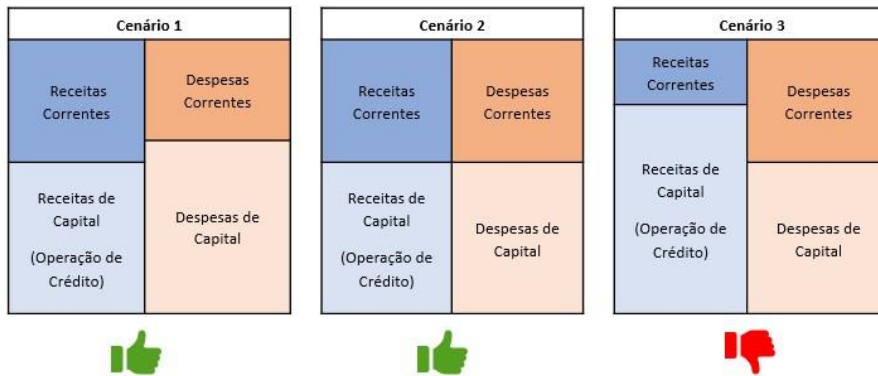 Cenário 1
Receitas
Correntes
Despesas
Correntes
Receitas de
Capital
(Operação de
Crédito)
Despesas de
Capital
Cenário 2
Receitas
Correntes
Despesas
Correntes
Receitas de
Capital
(Operação de
Crédito)
Despesas de
Capital
Cenário 3
Receitas
Correntes
Despesas
Correntes
Receitas de
Capital
(Operação de
Crédito)
Despesas de
Capital